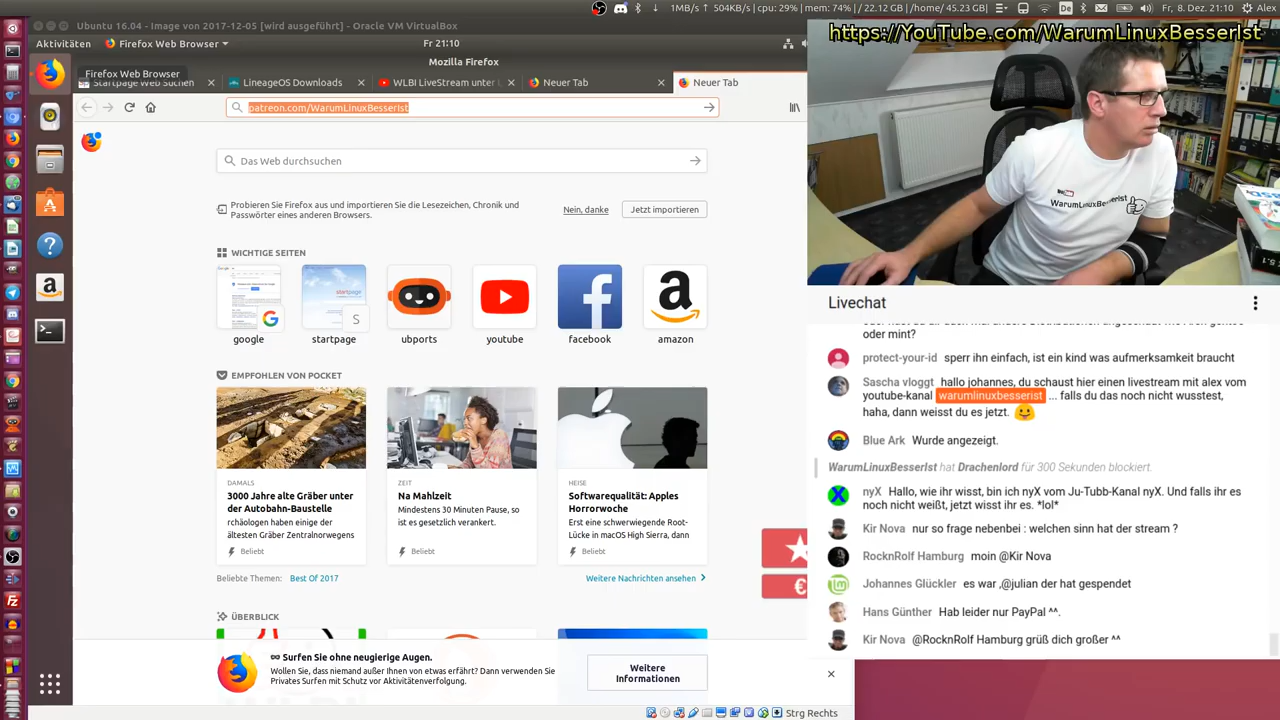 1MB/s ↑ 504KB/s | cpu: 29% | mem: 51% | // 22.12 GB | /home/45.23 GB
De
Fr, 8. Dez. 21:10
Alex
Ubuntu 16.04 - Image von 2017-12-05 [wird ausgeführt] - Oracle VM VirtualBox
Aktivitäten
Firefox Web Browser
Fr 21:10
Mozilla Firefox
Firefox Web Browser
Startpage Web Suchen
LineageOS Downloads
WLBI LiveStream unter U
Neuer Tab
Neuer Tab
patreon.com/WarumLinuxBesserIst
Das Web durchsuchen
Probieren Sie Firefox aus und importieren Sie die Lesezeichen, Chronik und
Passwörter eines anderen Browsers.
Nein, danke
Jetzt importieren
WICHTIGE SEITEN
S
google
startpage
ubports
youtube
facebook
amazon
EMPFOHLEN VON POCKET
DAMALS
3000 Jahre alte Gräber unter
der Autobahn-Baustelle
rchäologen haben einige der
ältesten Gräber Zentralnorwegens
Beliebt
ZEIT
Na Mahlzeit
Mindestens 30 Minuten Pause, so
ist es gesetzlich verankert.
Beliebt
HEISE
Softwarequalität: Apples
Horrorwoche
Erst eine schwerwiegende Root-
Lücke in macOS High Sierra, dann
Beliebt
Beliebte Themen:
Best Of 2017
Weitere Nachrichten ansehen
ÜBERBLICK
Surfen Sie ohne neugierige Augen.
Wollen Sie, dass niemand außer Ihnen von etwas erfährt? Dann verwenden Sie
Privates Surfen mit Schutz vor Aktivitätenverfolgung.
Weitere
Informationen
Strg Rechts
https://YouTube.com/WarumLinuxBesserIst
WarumLinuxBesserIst
Livechat
oder mint?
protect-your-id sperr ihn einfach, ist ein kind was aufmerksamkeit braucht
Sascha vloggt hallo johannes, du schaust hier einen livestream mit alex vom
youtube-kanal warumlinuxbesserist ... falls du das noch nicht wusstest,
haha, dann weisst du es jetzt.
Blue Ark Wurde angezeigt.
WarumLinuxBesserIst hat Drachenlord für 300 Sekunden blockiert.
nyX Hallo, wie ihr wisst, bin ich nyX vom Ju-Tubb-Kanal nyX. Und falls ihr es
noch nicht weißt, jetzt wisst ihr es. *lol*
Kir Nova nur so frage nebenbei : welchen sinn hat der stream ?
RocknRolf Hamburg moin @Kir Nova
Johannes Glückler es war ,@julian der hat gespendet
Hans Günther Hab leider nur PayPal ^^.
Kir Nova @RocknRolf Hamburg grüß dich großer ^^